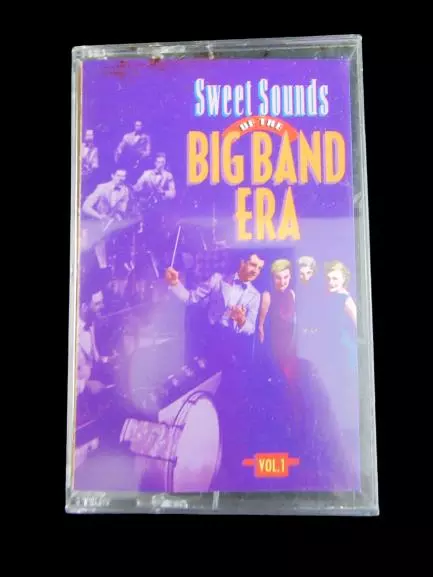 Sweet Sounds
OF THE
BIG BAND
ERA
VOL.1